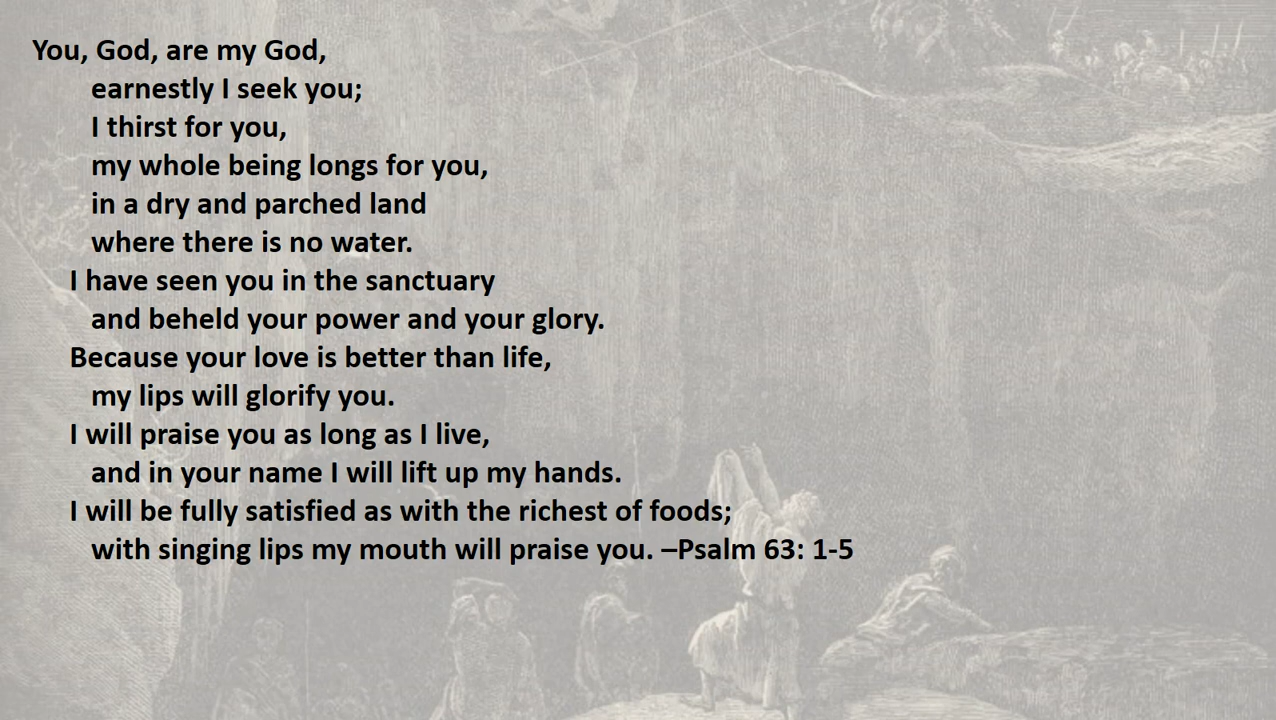 You, God, are my God,
earnestly I seek you;
I thirst for you,
my whole being longs for you,
in a dry and parched land
where there is no water.
I have seen you in the sanctuary
and beheld your power and your glory.
Because your love is better than life,
my lips will glorify you.
I will praise you as long as I live,
and in your name I will lift up my hands.
I will be fully satisfied as with the richest of foods;
with singing lips my mouth will praise you. –Psalm 63: 1-5